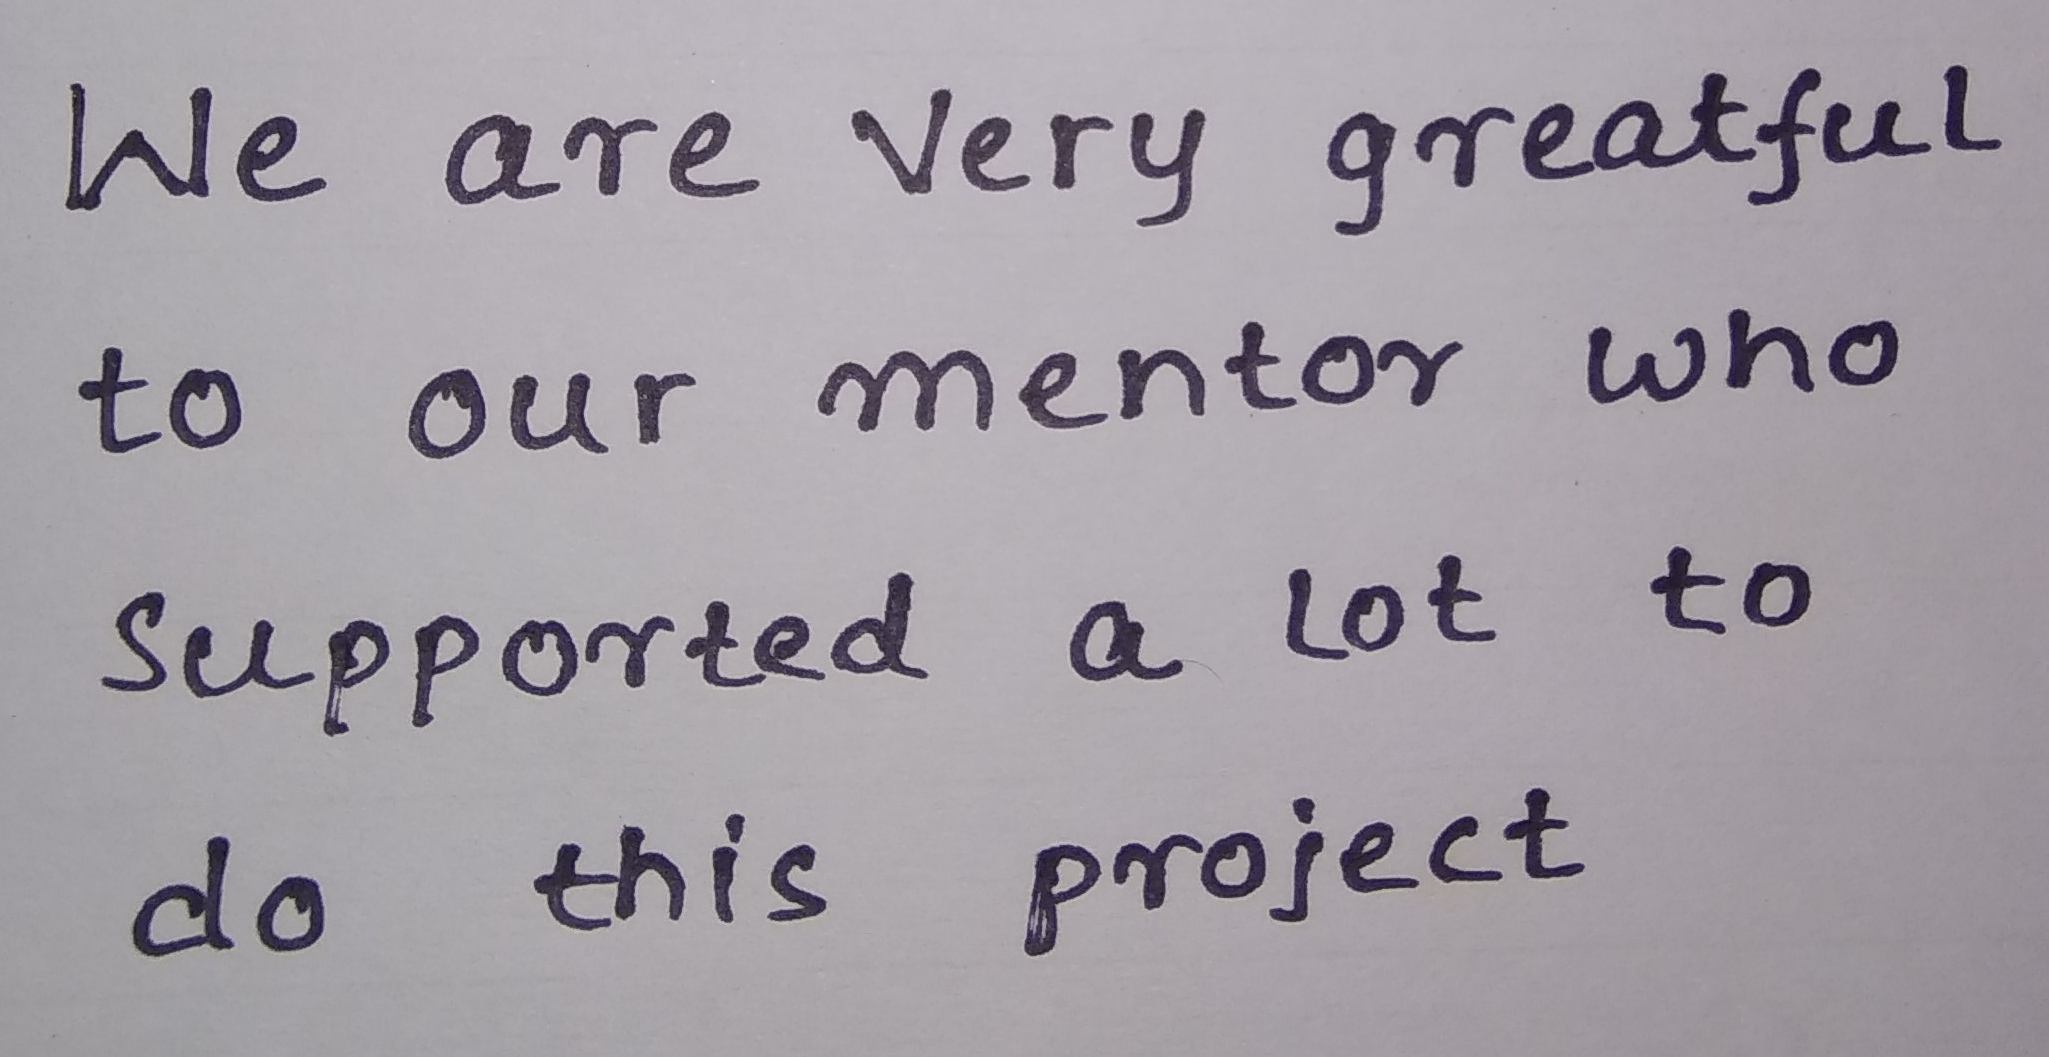 We are very greatful
to our mentor who
supported a lot to
do this project